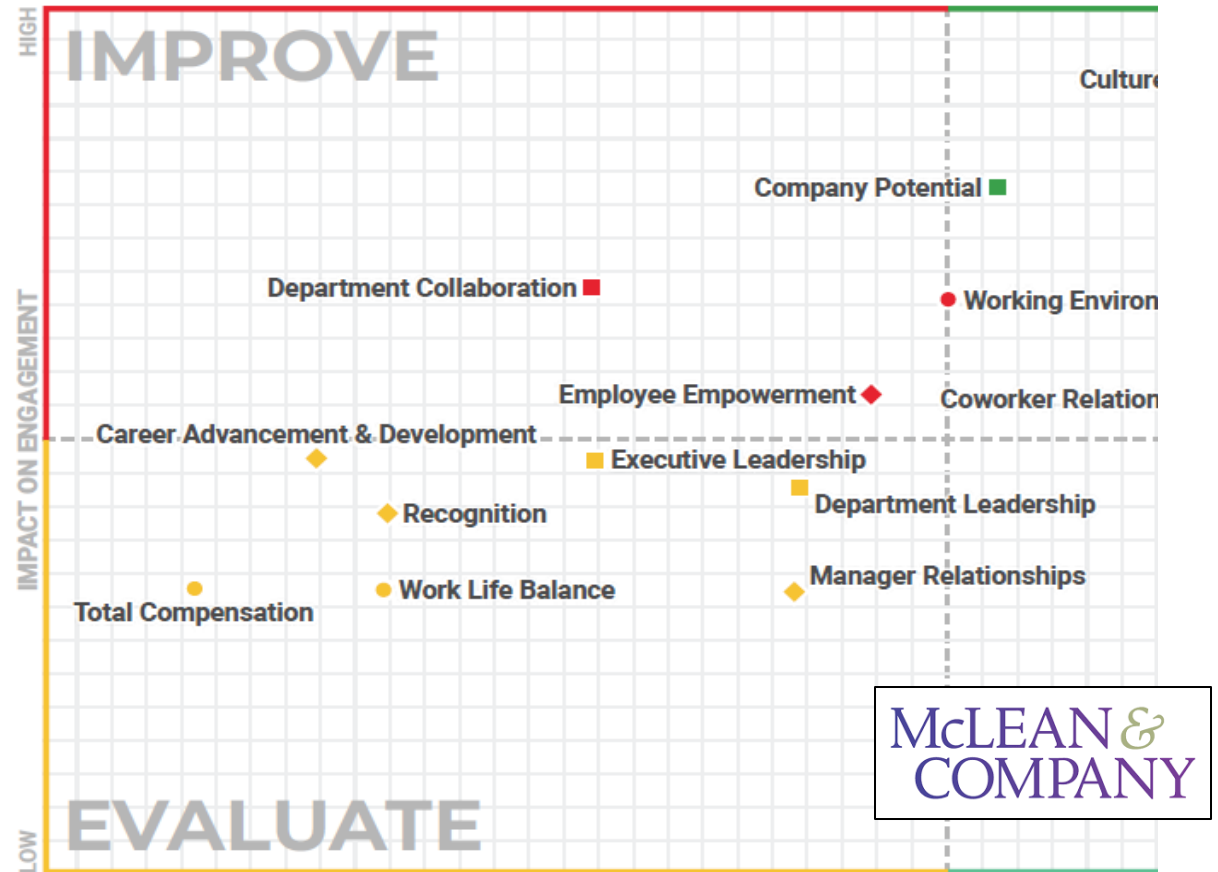 HIGH
IMPROVE
Culture
Company Potential
Department Collaboration
Working Environ
Employee Empowerment
Coworker Relation
IMPACT ON ENGAGEMENT
Career Advancement & Development
Executive Leadership
Department Leadership
Recognition
Manager Relationships
Work Life Balance
Total Compensation
McLEAN &
COMPANY
EVALUATE
LOW